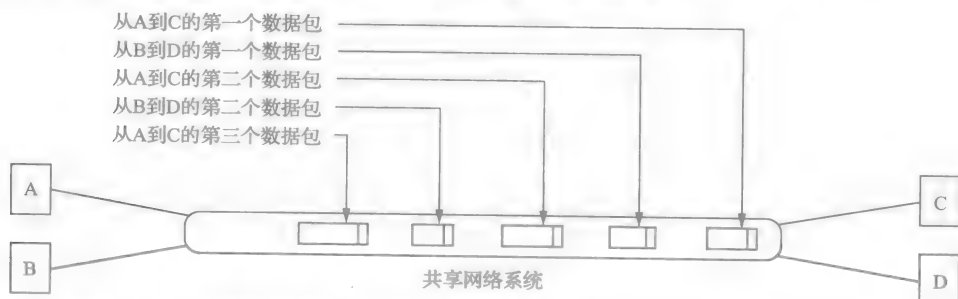 从A到C的第一个数据包
从B到D的第一个数据包
从A到C的第二个数据包
从B到D的第二个数据包
从A到C的第三个数据包
A
C
B
D
共享网络系统